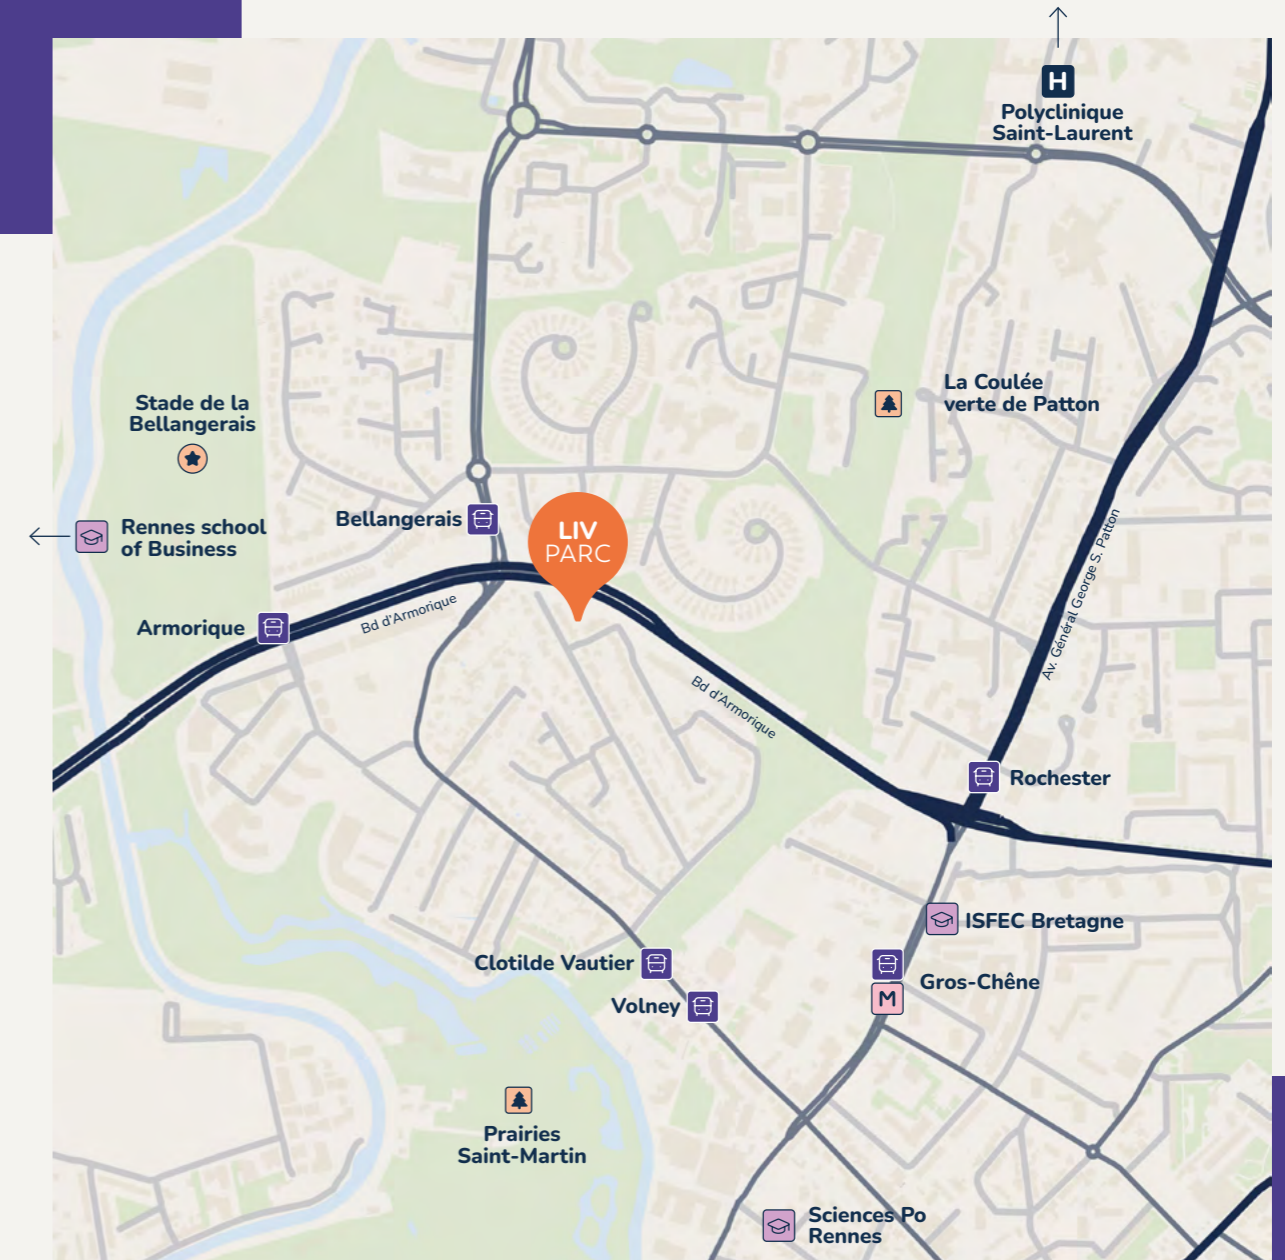 H
Polyclinique
Saint-Laurent
La Coulée
verte de Patton
Stade de la
Bellangerais
Rennes school
of Business
Bellangerais
LIV
PARC
Av. Général George S. Patton
Armorique
Bd d'Armorique
Bd d'Armorique
Rochester
ISFEC Bretagne
Clotilde Vautier
Gros-Chêne
M
Volney
Prairies
Saint-Martin
Sciences Po
Rennes